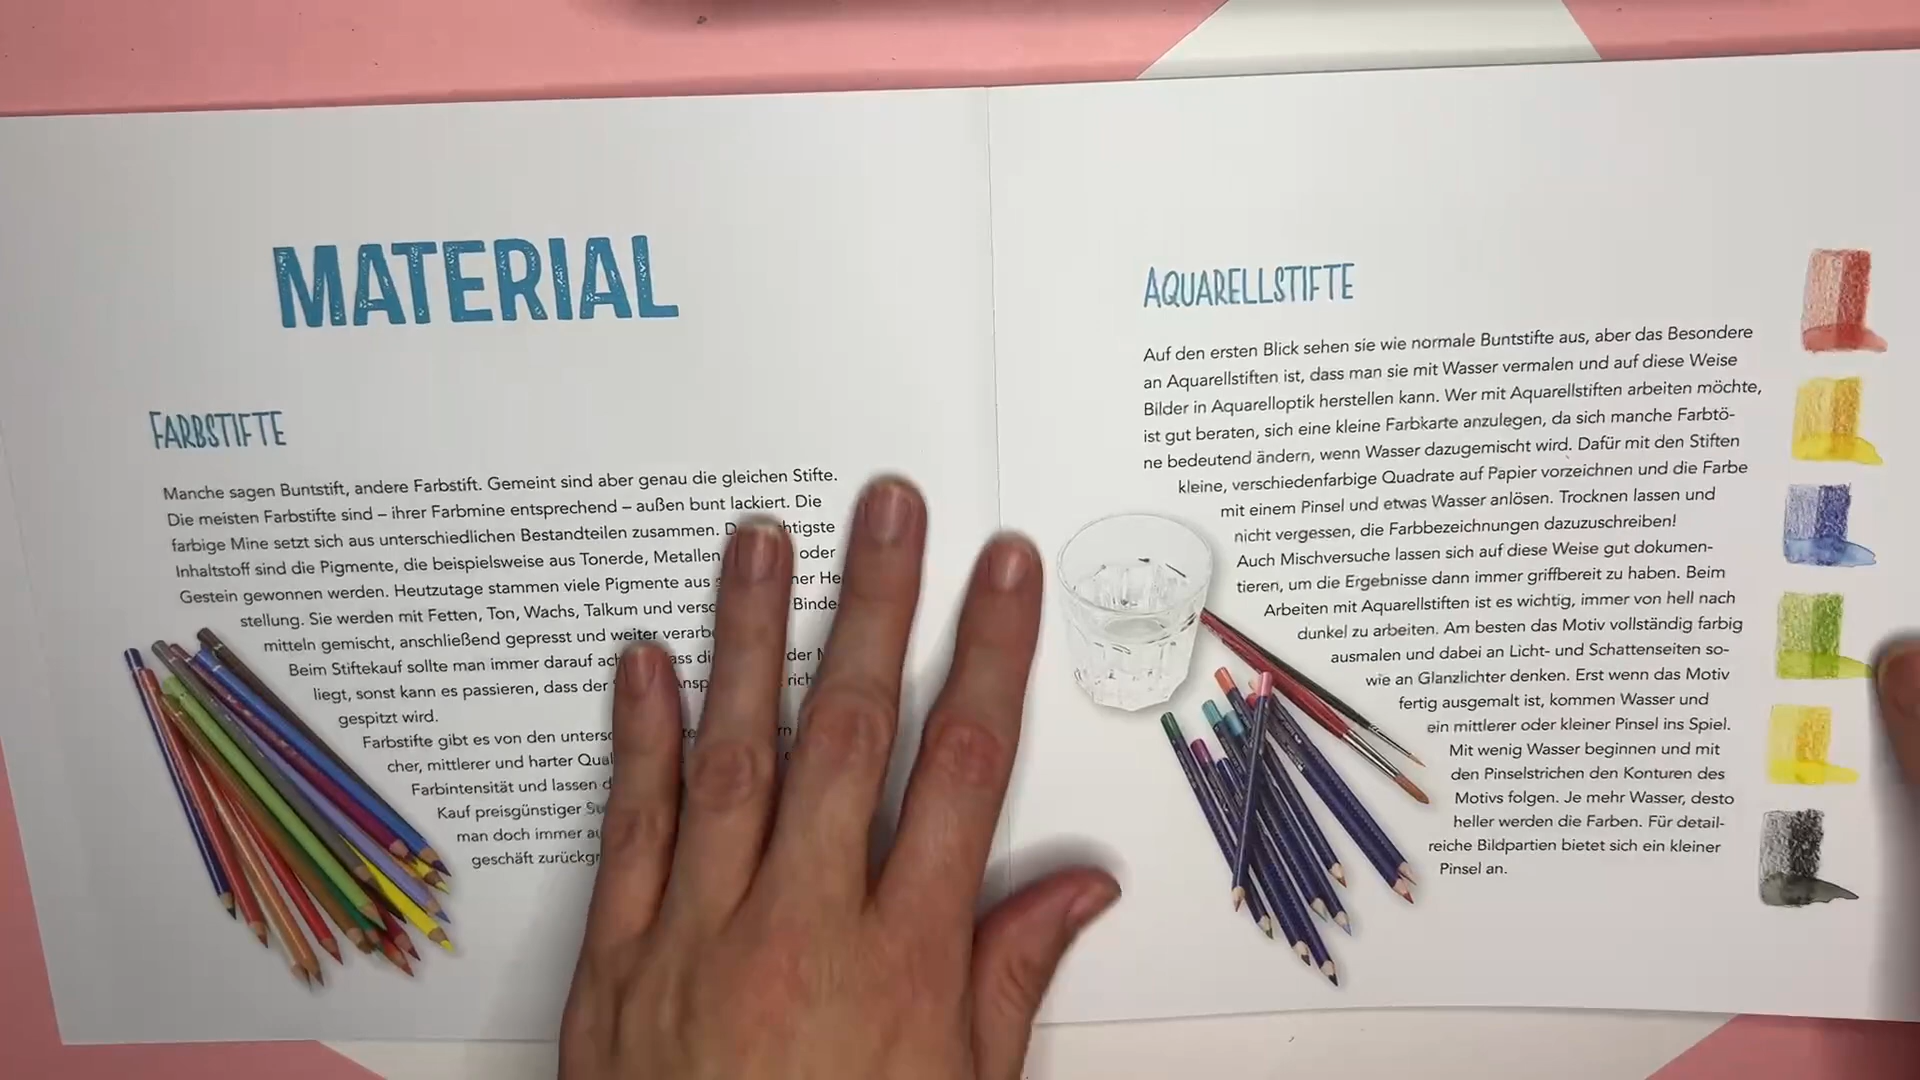 MATERIAL
FARBSTIFTE
Manche sagen Buntstift, andere Farbstift. Gemeint sind aber genau die gleichen Stifte.
Die meisten Farbstifte sind – ihrer Farbmine entsprechend – außen bunt lackiert. Die
farbige Mine setzt sich aus unterschiedlichen Bestandteilen zusammen.
Inhaltstoff sind die Pigmente, die beispielsweise aus Tonerde, Metallen oder
Gestein gewonnen werden. Heutzutage stammen viele Pigmente aus
stellung. Sie werden mit Fetten, Ton, Wachs, Talkum und Binde-
mitteln gemischt, anschließend gepresst und weiter
Beim Stiftekauf sollte man immer darauf der
liegt, sonst kann es passieren, dass der
gespitzt wird.
Farbstifte gibt es von den
cher, mittlerer und harter
Farbintensität und lassen
Kauf preisgünstiger
man doch immer
geschäft
AQUARELLSTIFTE
Auf den ersten Blick sehen sie wie normale Buntstifte aus, aber das Besondere
an Aquarellstiften ist, dass man sie mit Wasser vermalen und auf diese Weise
Bilder in Aquarelloptik herstellen kann. Wer mit Aquarellstiften arbeiten möchte,
ist gut beraten, sich eine kleine Farbkarte anzulegen, da sich manche Farbtö-
ne bedeutend ändern, wenn Wasser dazugemischt wird. Dafür mit den Stiften
kleine, verschiedenfarbige Quadrate auf Papier vorzeichnen und die Farbe
mit einem Pinsel und etwas Wasser anlösen. Trocknen lassen und
nicht vergessen, die Farbbezeichnungen dazuzuschreiben!
Auch Mischversuche lassen sich auf diese Weise gut dokumen-
tieren, um die Ergebnisse dann immer griffbereit zu haben. Beim
Arbeiten mit Aquarellstiften ist es wichtig, immer von hell nach
dunkel zu arbeiten. Am besten das Motiv vollständig farbig
ausmalen und dabei an Licht- und Schattenseiten so-
wie an Glanzlichter denken. Erst wenn das Motiv
fertig ausgemalt ist, kommen Wasser und
ein mittlerer oder kleiner Pinsel ins Spiel.
Mit wenig Wasser beginnen und mit
den Pinselstrichen den Konturen des
Motivs folgen. Je mehr Wasser, desto
heller werden die Farben. Für detail-
reiche Bildpartien bietet sich ein kleiner
Pinsel an.